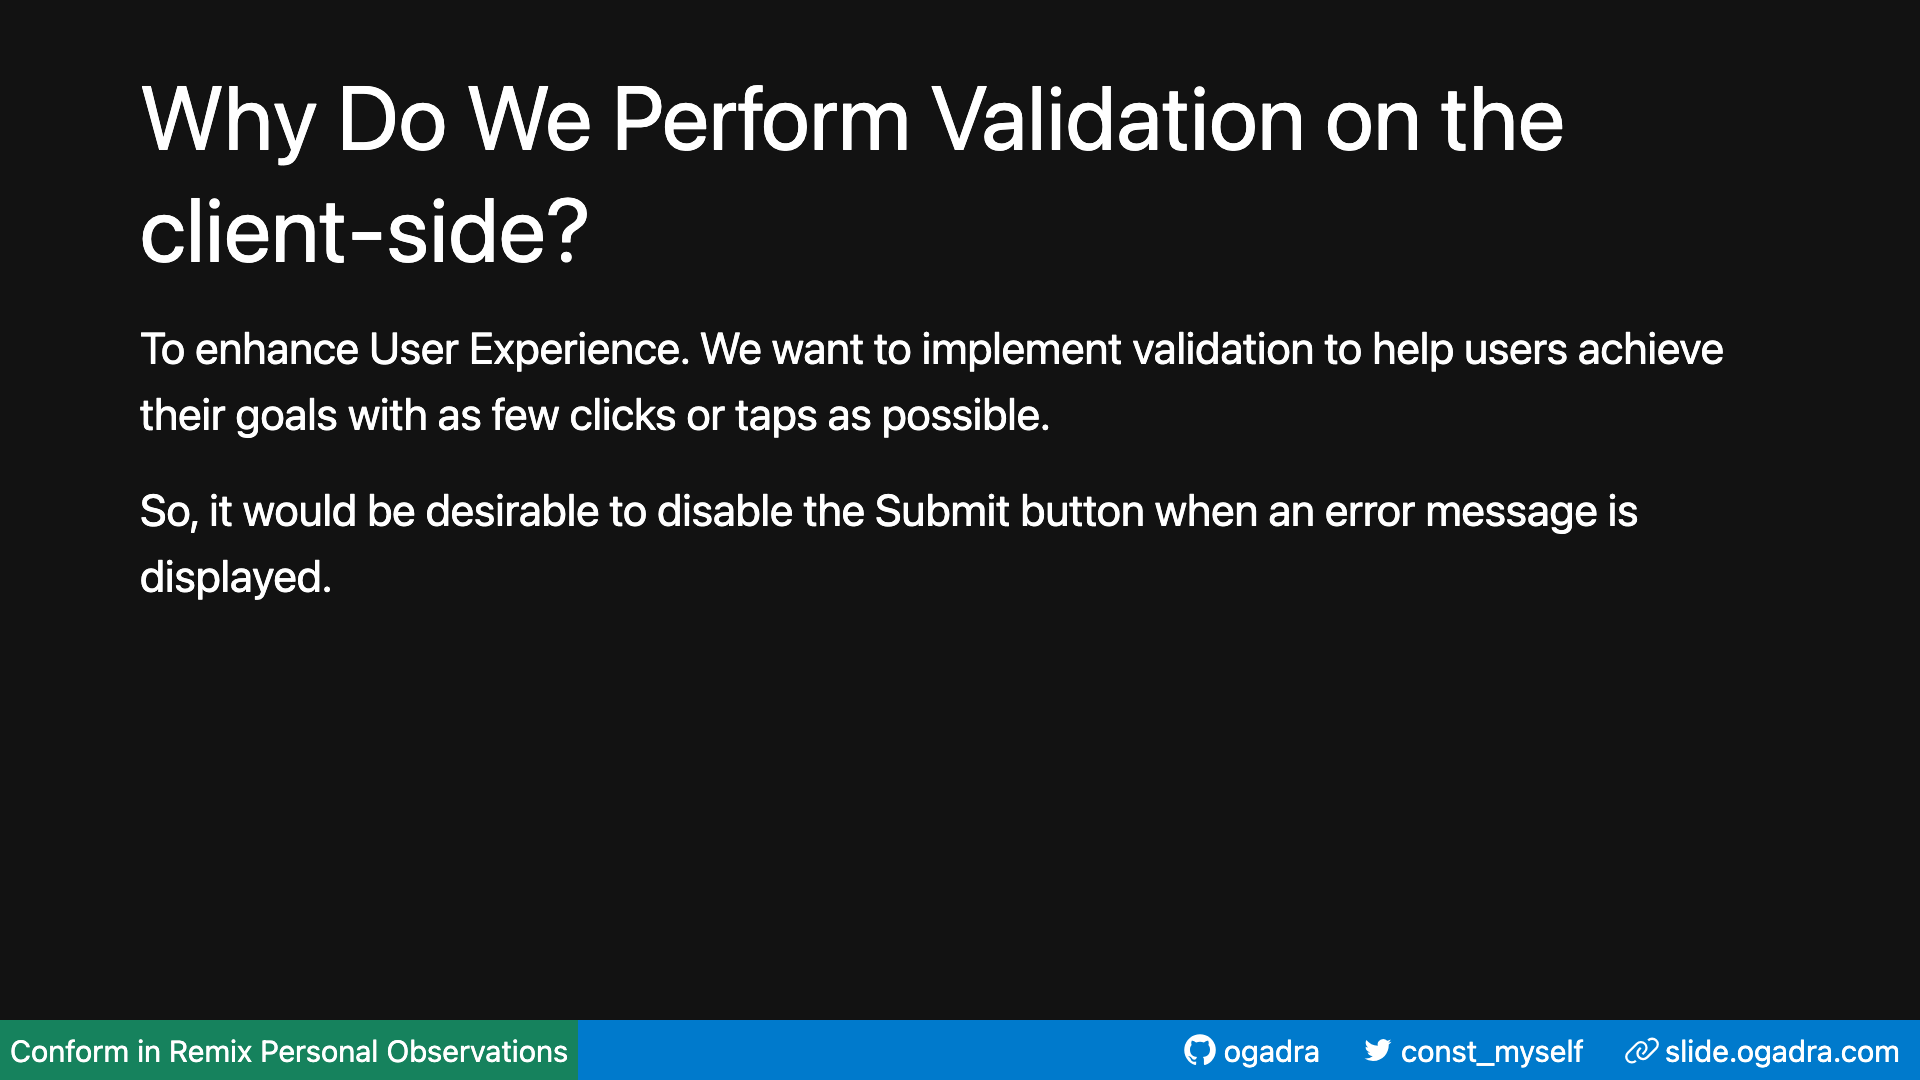 Why Do We Perform Validation on the
client-side?
To enhance User Experience. We want to implement validation to help users achieve
their goals with as few clicks or taps as possible.
So, it would be desirable to disable the Submit button when an error message is
displayed.
Conform in Remix Personal Observations
ogadra
const_myself
slide.ogadra.com